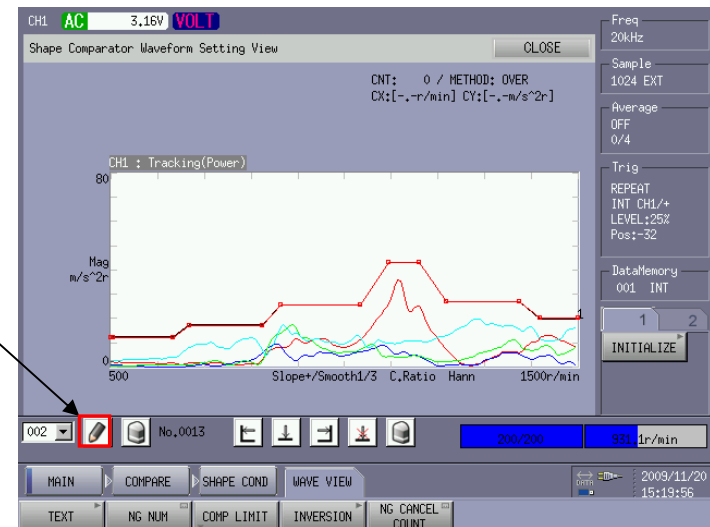 CH1 AC 3.16V VOLT
Shape Comparator Waveform Setting View CLOSE
CNT: 0 / METHOD: OVER
CX:[-.-r/min] CY:[-.-m/s^2r]
CH1 : Tracking(Power)
80
Mag
m/s^2r
0
1
500 Slope+/Smooth1/3 C.Ratio Hann 1500r/min
Freq
20kHz
Sample
1024 EXT
Average
OFF
0/4
Trig
REPEAT
INT CH1/+
LEVEL:25%
Pos:-32
DataMemory
001 INT
1 2
INITIALIZE
002 No.0013 200/200 931.1r/min
MAIN COMPARE SHAPE COND WAVE VIEW
DATA
2009/11/20
15:19:56
TEXT NG NUM COMP LIMIT INVERSION NG CANCEL
COUNT